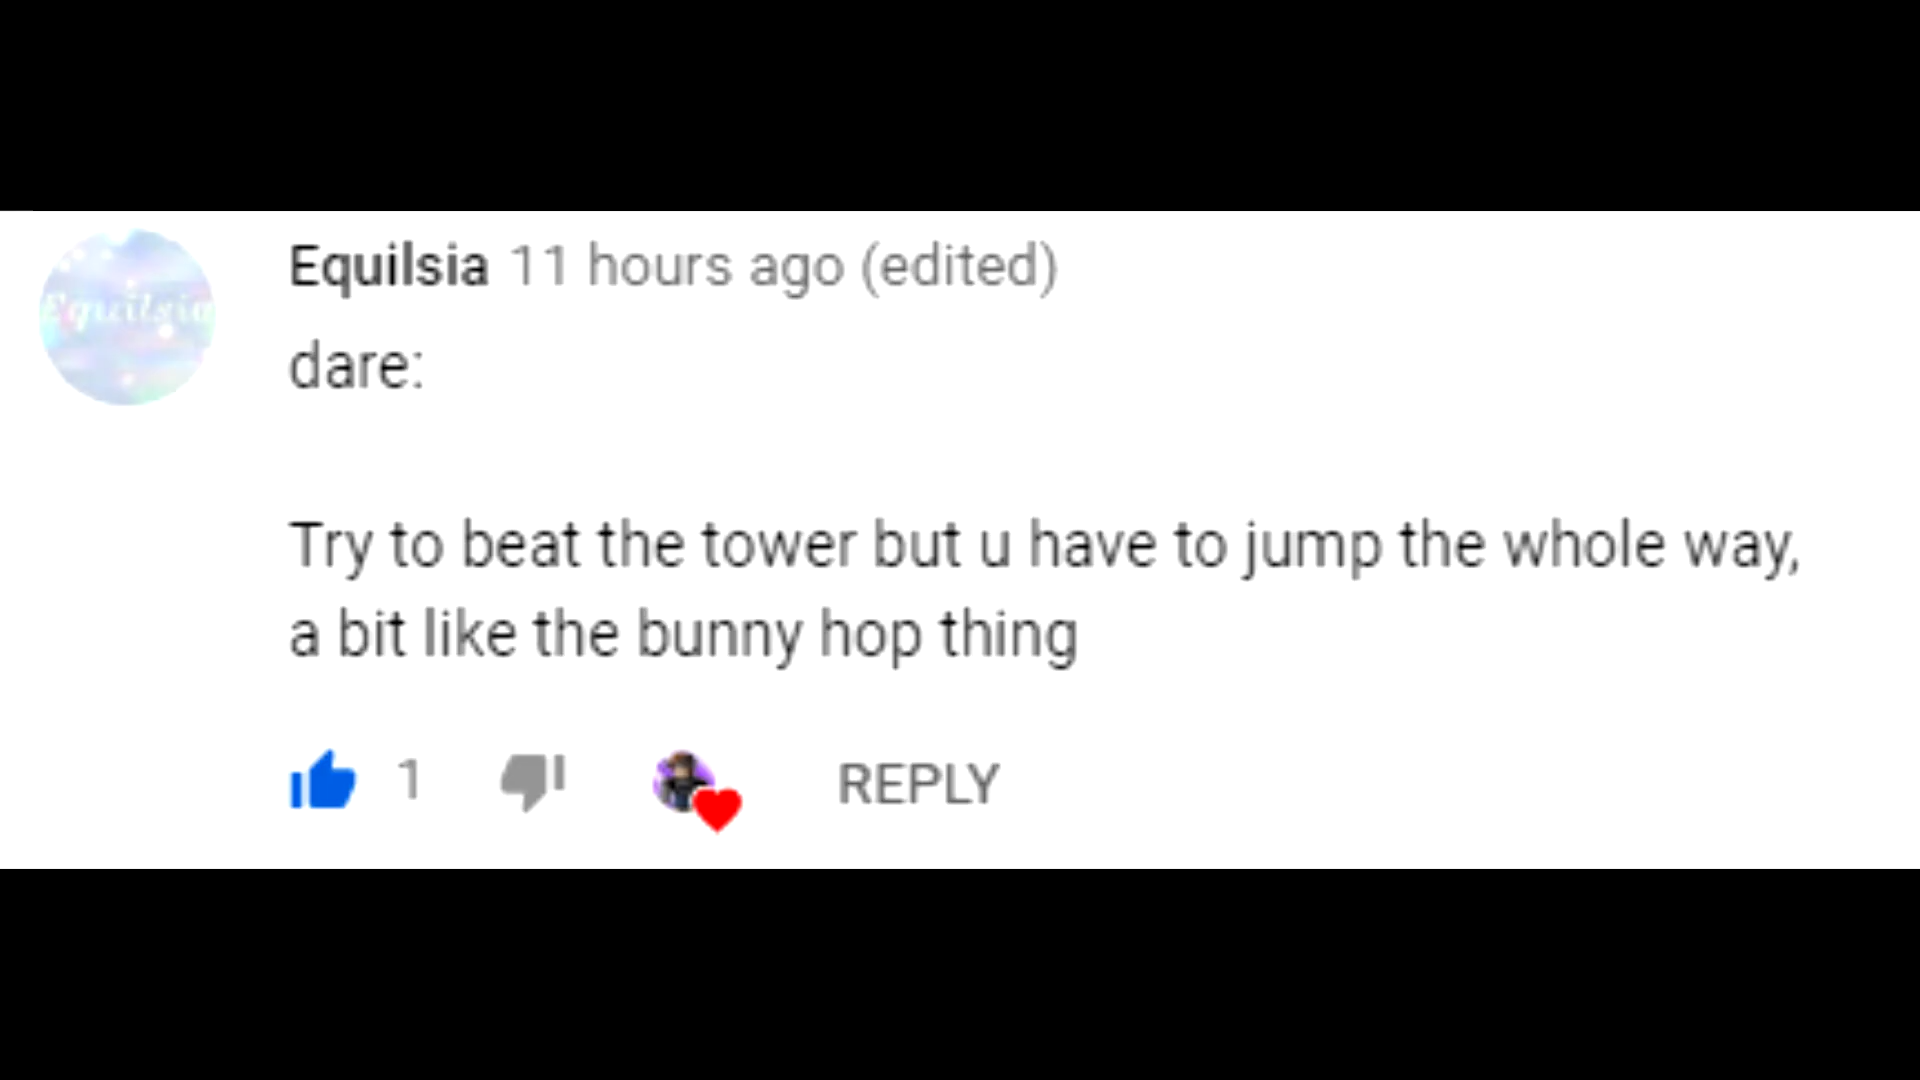 Equilsia
Equilsia 11 hours ago (edited)
dare:
Try to beat the tower but u have to jump the whole way,
a bit like the bunny hop thing
1 REPLY